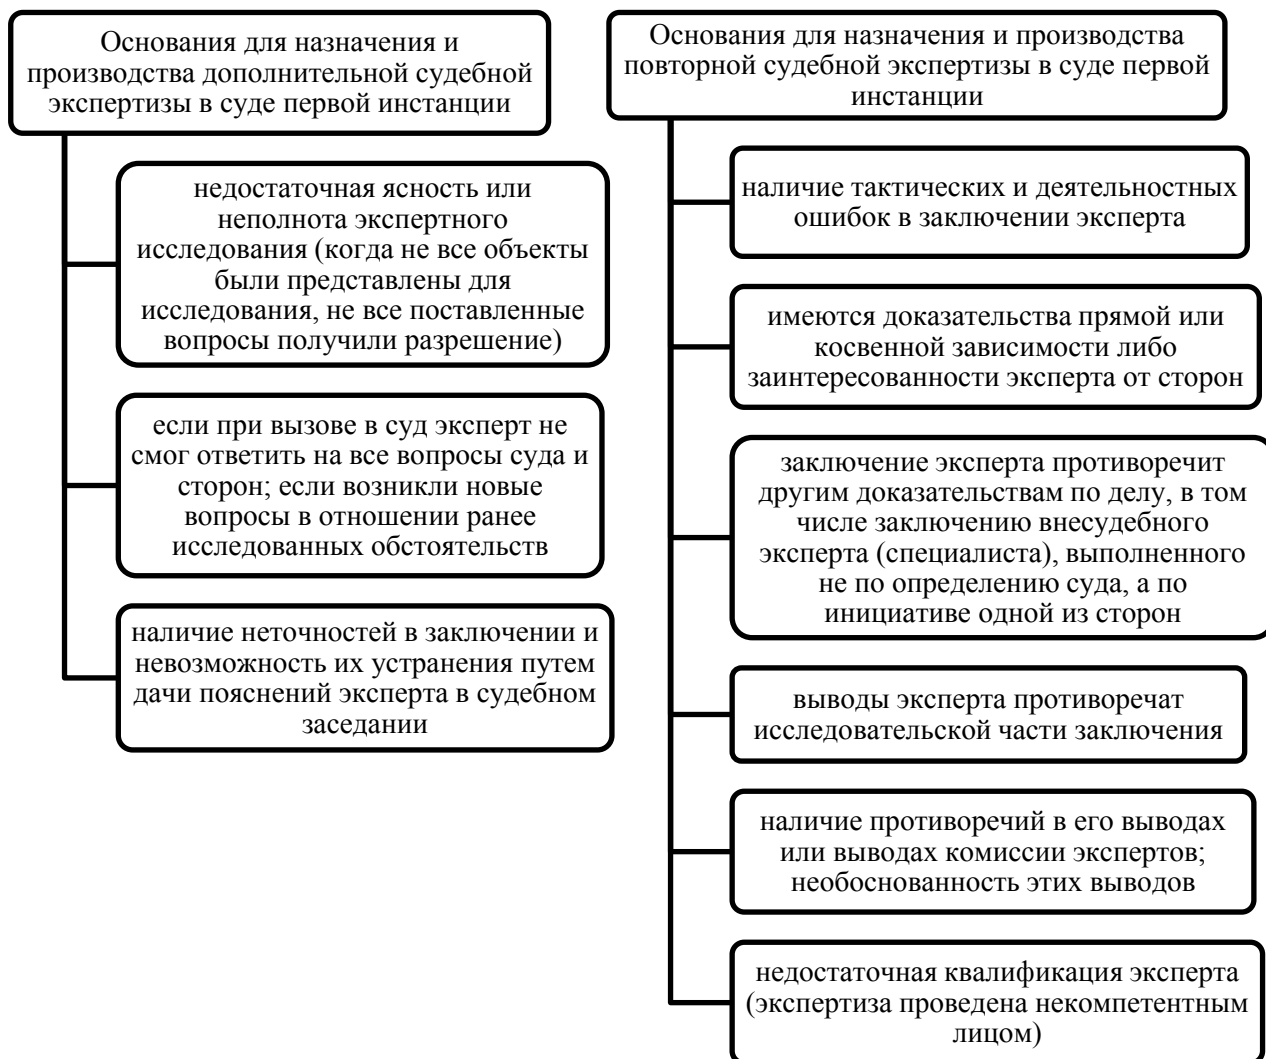 Основания для назначения и
производства дополнительной судебной
экспертизы в суде первой инстанции
недостаточная ясность или
неполнота экспертного
исследования (когда не все объекты
были представлены для
исследования, не все поставленные
вопросы получили разрешение)
если при вызове в суд эксперт не
смог ответить на все вопросы суда и
сторон; если возникли новые
вопросы в отношении ранее
исследованных обстоятельств
наличие неточностей в заключении и
невозможность их устранения путем
дачи пояснений эксперта в судебном
заседании
Основания для назначения и производства
повторной судебной экспертизы в суде первой
инстанции
наличие тактических и деятельностных
ошибок в заключении эксперта
имеются доказательства прямой или
косвенной зависимости либо
заинтересованности эксперта от сторон
заключение эксперта противоречит
другим доказательствам по делу, в том
числе заключению внесудебного
эксперта (специалиста), выполненного
не по определению суда, а по
инициативе одной из сторон
выводы эксперта противоречат
исследовательской части заключения
наличие противоречий в его выводах
или выводах комиссии экспертов;
необоснованность этих выводов
недостаточная квалификация эксперта
(экспертиза проведена некомпетентным
лицом)